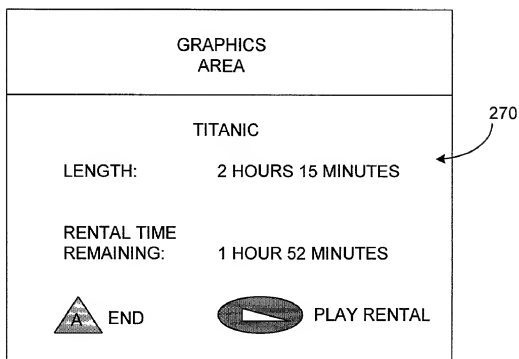 GRAPHICS
AREA
270
TITANIC
LENGTH: 2 HOURS 15 MINUTES
RENTAL TIME
REMAINING: 1 HOUR 52 MINUTES
A END PLAY RENTAL